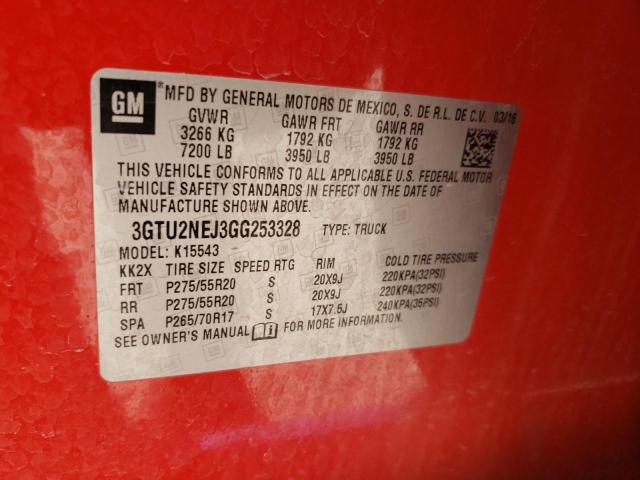 GM ® MFD BY GENERAL MOTORS DE MEXICO, S. DE R.L. DE C.V. 03/16
GVWR GAWR FRT GAWR RR
3266 KG 1792 KG 1792 KG
7200 LB 3950 LB 3950 LB
THIS VEHICLE CONFORMS TO ALL APPLICABLE U.S. FEDERAL MOTOR
VEHICLE SAFETY STANDARDS IN EFFECT ON THE DATE OF
MANUFACTURE SHOWN ABOVE.
3GTU2NEJ3GG253328 TYPE: TRUCK
MODEL: K15543
KK2X TIRE SIZE SPEED RTG RIM COLD TIRE PRESSURE
FRT P275/55R20 S 20X9J 220KPA(32PSI)
RR P275/55R20 S 20X9J 220KPA(32PSI)
SPA P265/70R17 S 17X7.5J 240KPA(35PSI)
SEE OWNER'S MANUAL FOR MORE INFORMATION.